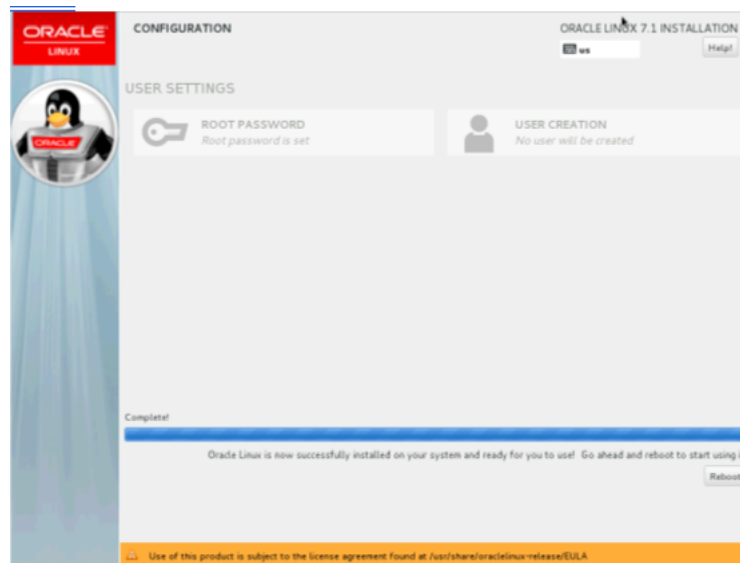 ORACLE
LINUX
CONFIGURATION
ORACLE LINUX 7.1 INSTALLATION
us
Help!
USER SETTINGS
ROOT PASSWORD
Root password is set
USER CREATION
No user will be created
ORACLE
Complete!
Oracle Linux is now successfully installed on your system and ready for you to use! Go ahead and reboot to start using
Reboot
Use of this product is subject to the license agreement found at /usr/share/oraclelinux-release/EULA